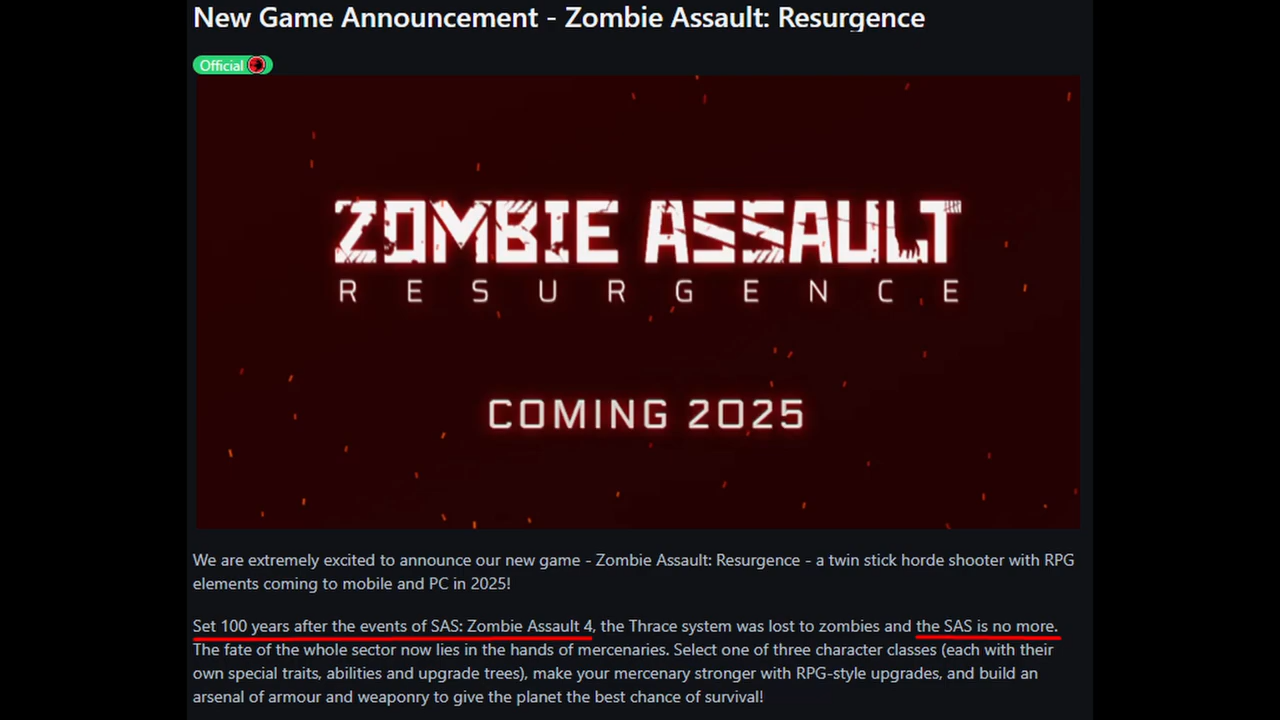 New Game Announcement - Zombie Assault: Resurgence
Official
ZOMBIE ASSAULT
RESURGENCE
COMING 2025
We are extremely excited to announce our new game - Zombie Assault: Resurgence - a twin stick horde shooter with RPG
elements coming to mobile and PC in 2025!
Set 100 years after the events of SAS: Zombie Assault 4, the Thrace system was lost to zombies and the SAS is no more.
The fate of the whole sector now lies in the hands of mercenaries. Select one of three character classes (each with their
own special traits, abilities and upgrade trees), make your mercenary stronger with RPG-style upgrades, and build an
arsenal of armour and weaponry to give the planet the best chance of survival!